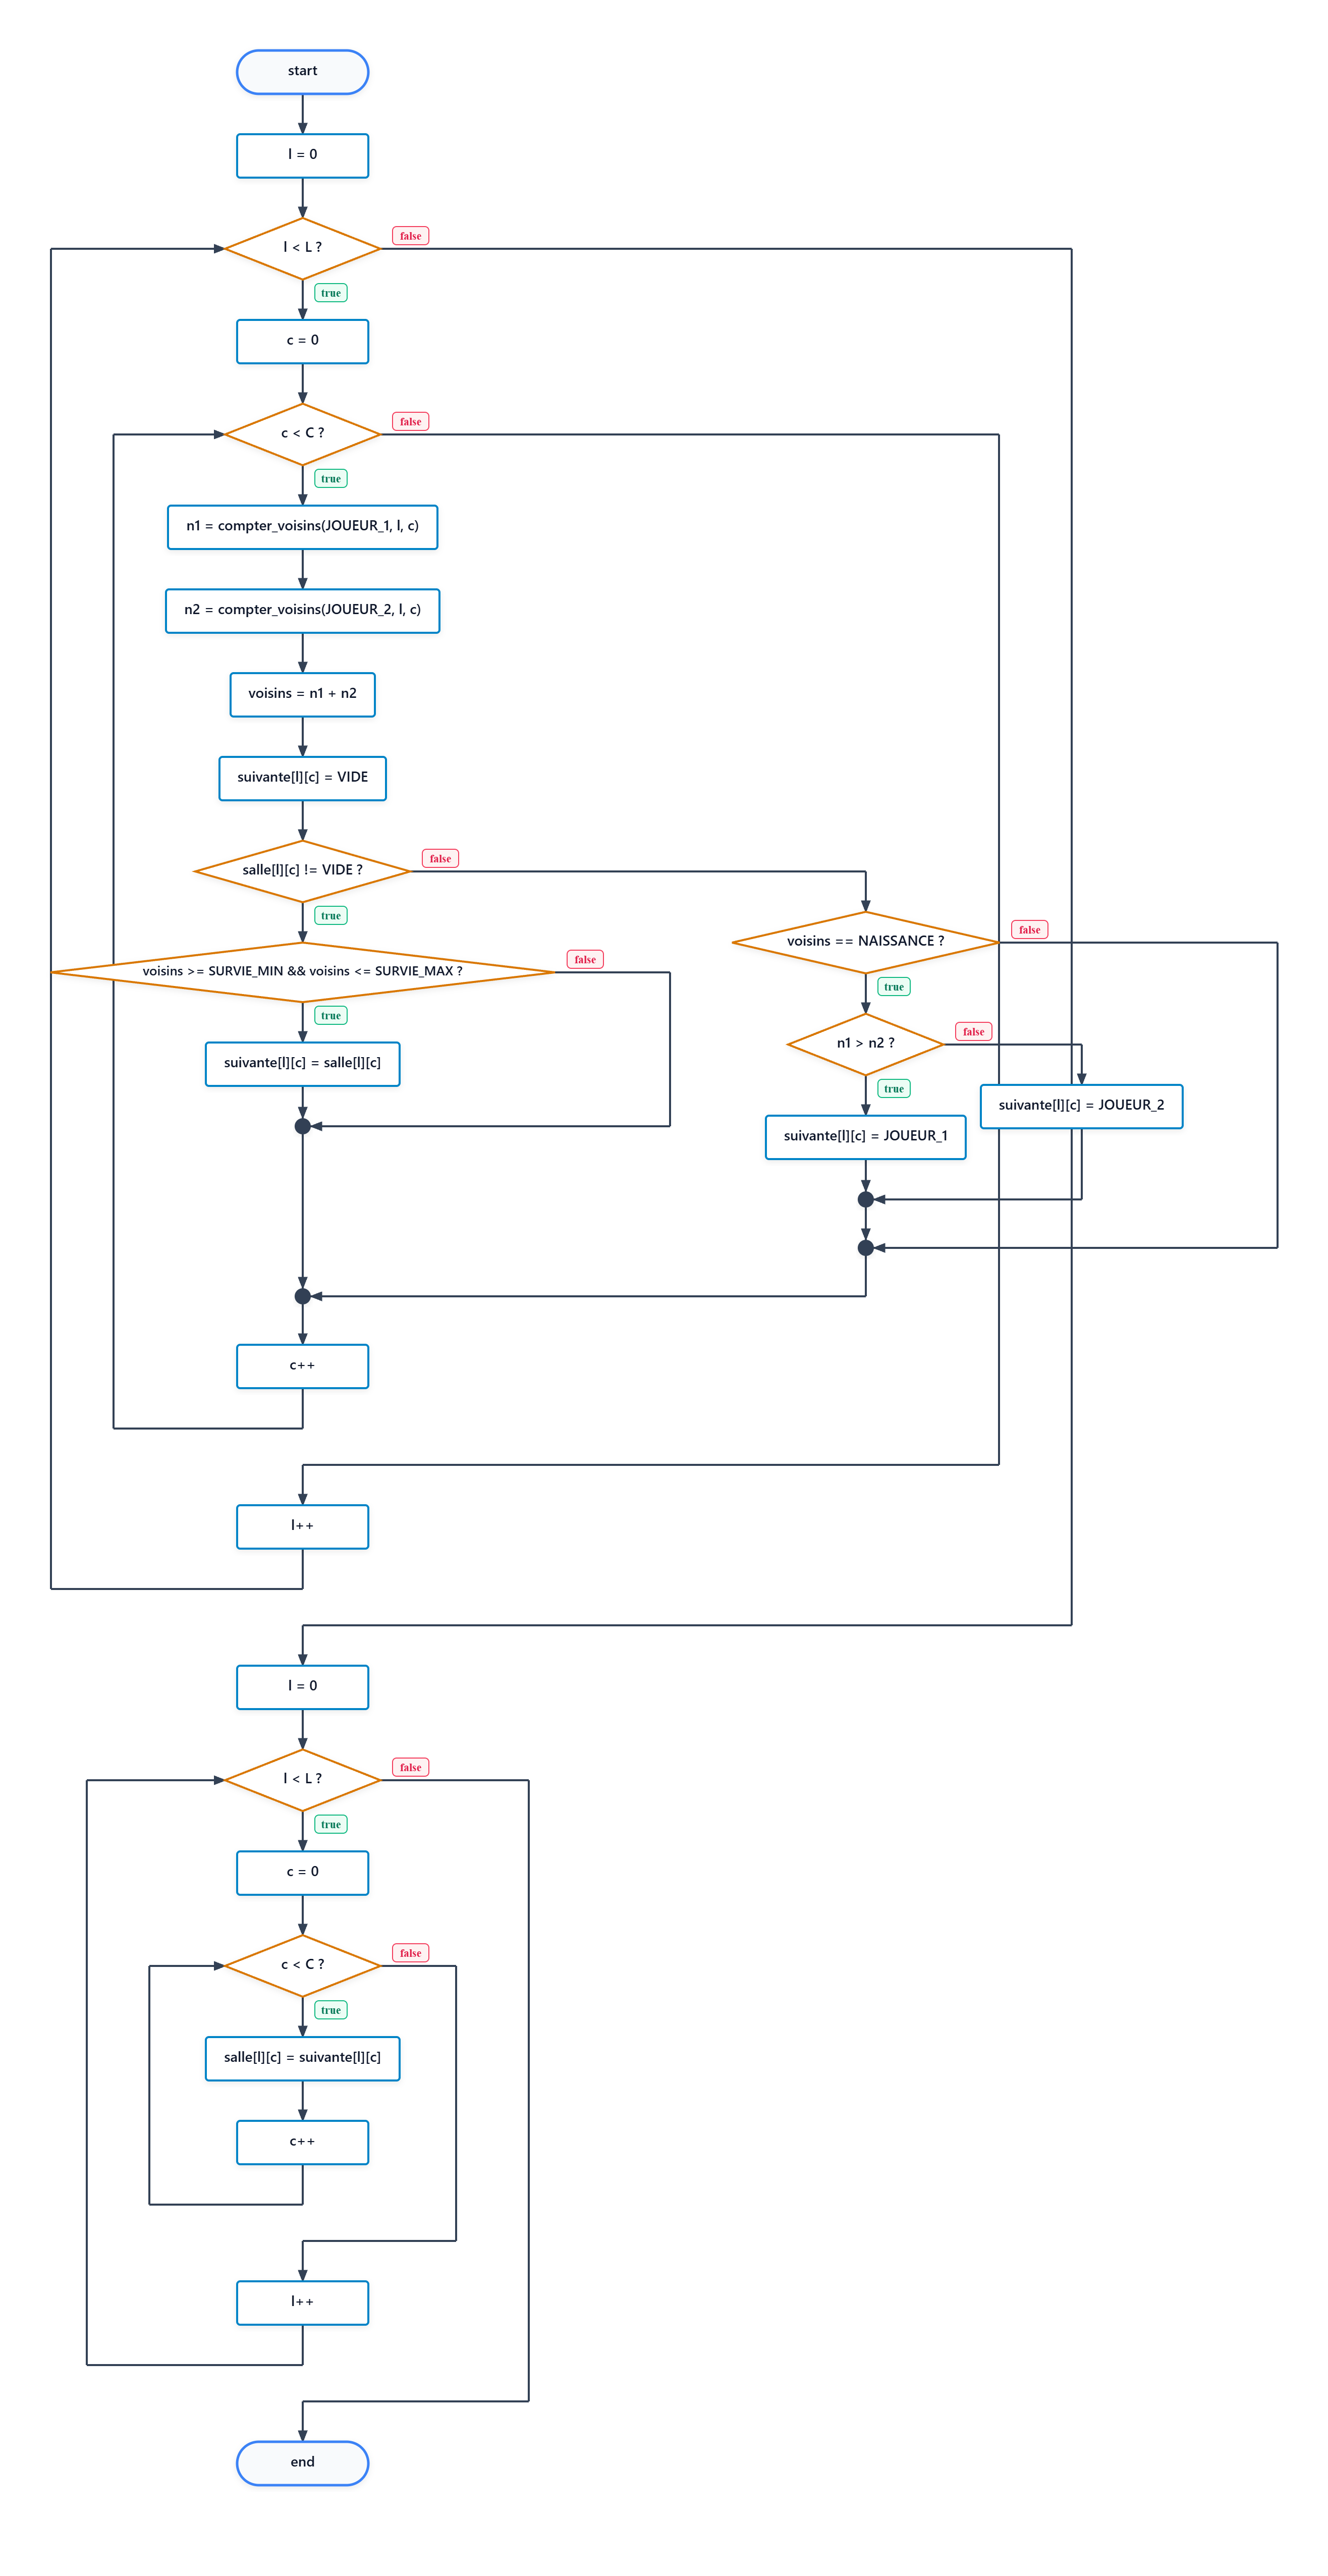 start
l = 0
l < L ?
false
true
c = 0
c < C ?
false
true
n1 = compter_voisins(JOUEUR_1, l, c)
n2 = compter_voisins(JOUEUR_2, l, c)
voisins = n1 + n2
suivante[l][c] = VIDE
salle[l][c] != VIDE ?
false
true
voisins >= SURVIE_MIN && voisins <= SURVIE_MAX ?
false
true
suivante[l][c] = salle[l][c]
voisins == NAISSANCE ?
false
true
n1 > n2 ?
false
true
suivante[l][c] = JOUEUR_2
suivante[l][c] = JOUEUR_1
c++
l++
l = 0
l < L ?
false
true
c = 0
c < C ?
false
true
salle[l][c] = suivante[l][c]
c++
l++
end